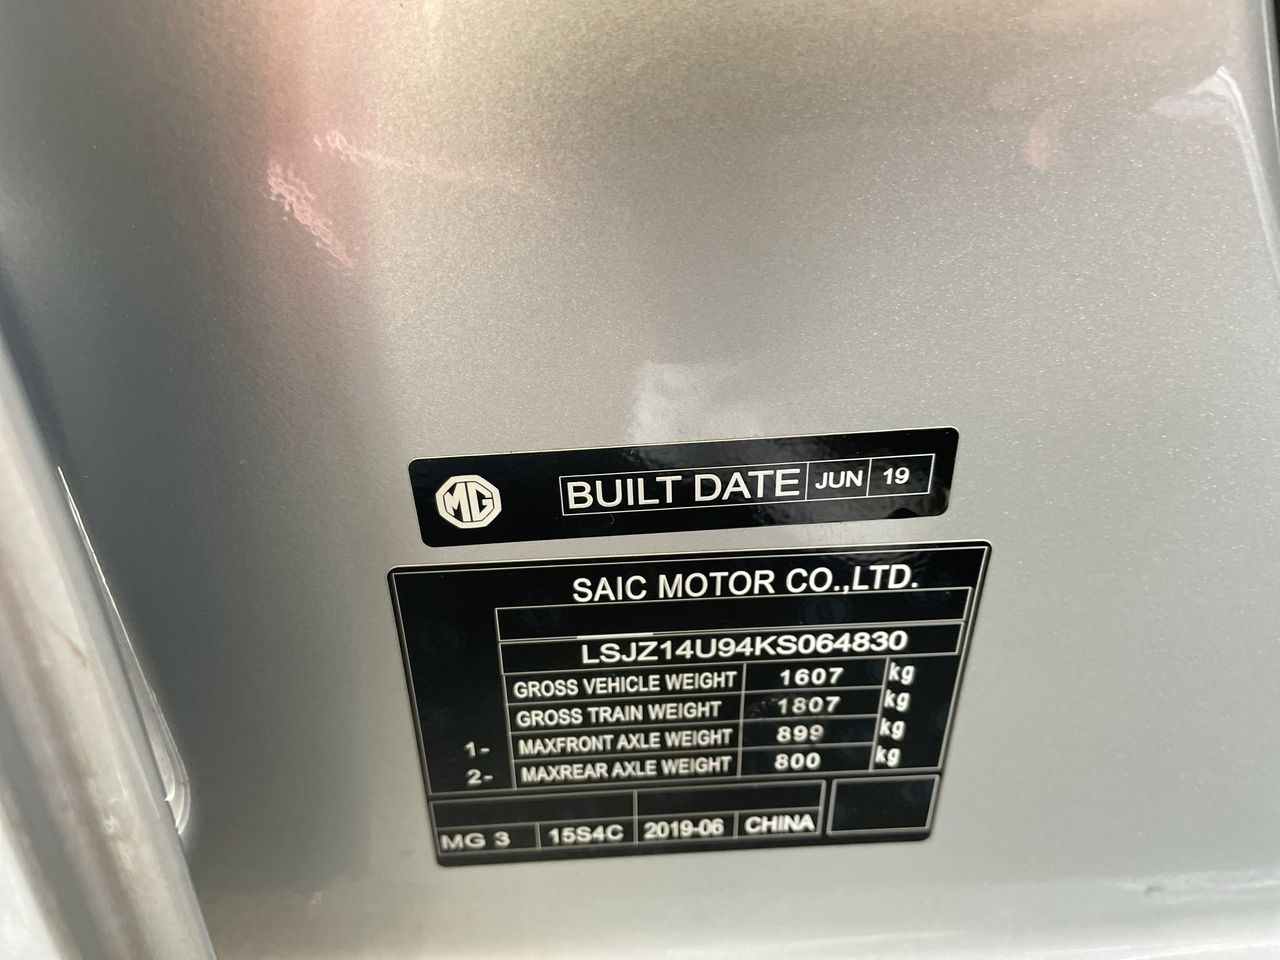 MG BUILT DATE JUN 19
SAIC MOTOR CO.,LTD.
LSJZ14U94KS064830
GROSS VEHICLE WEIGHT 1607 kg
GROSS TRAIN WEIGHT 1807 kg
1- MAXFRONT AXLE WEIGHT 899 kg
2- MAXREAR AXLE WEIGHT 800 kg
MG 3 15S4C 2019-06 CHINA